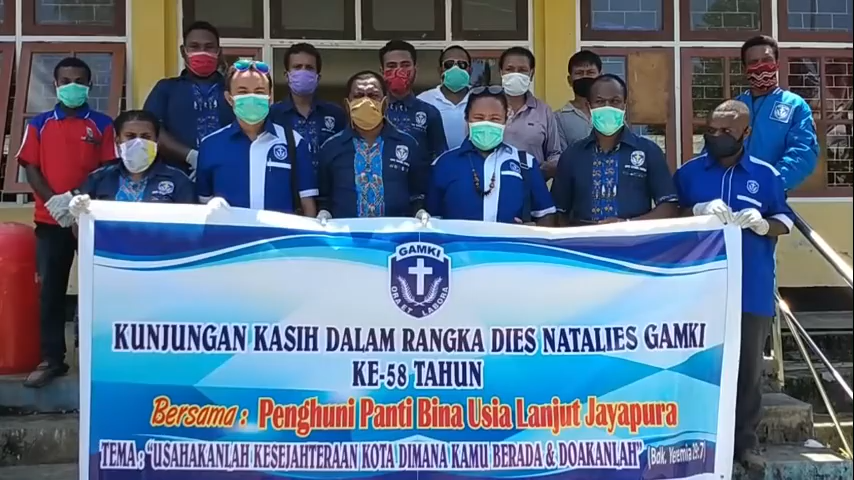 GAMKI
ORA ET LABORA
KUNJUNGAN KASIH DALAM RANGKA DIES NATALIES GAMKI
KE-58 TAHUN
Bersama : Penghuni Panti Bina Usia Lanjut Jayapura
TEMA : "USAHAKANLAH KESEJAHTERAAN KOTA DIMANA KAMU BERADA & DOAKANLAH" (Bdk. Yeremia 29:7)